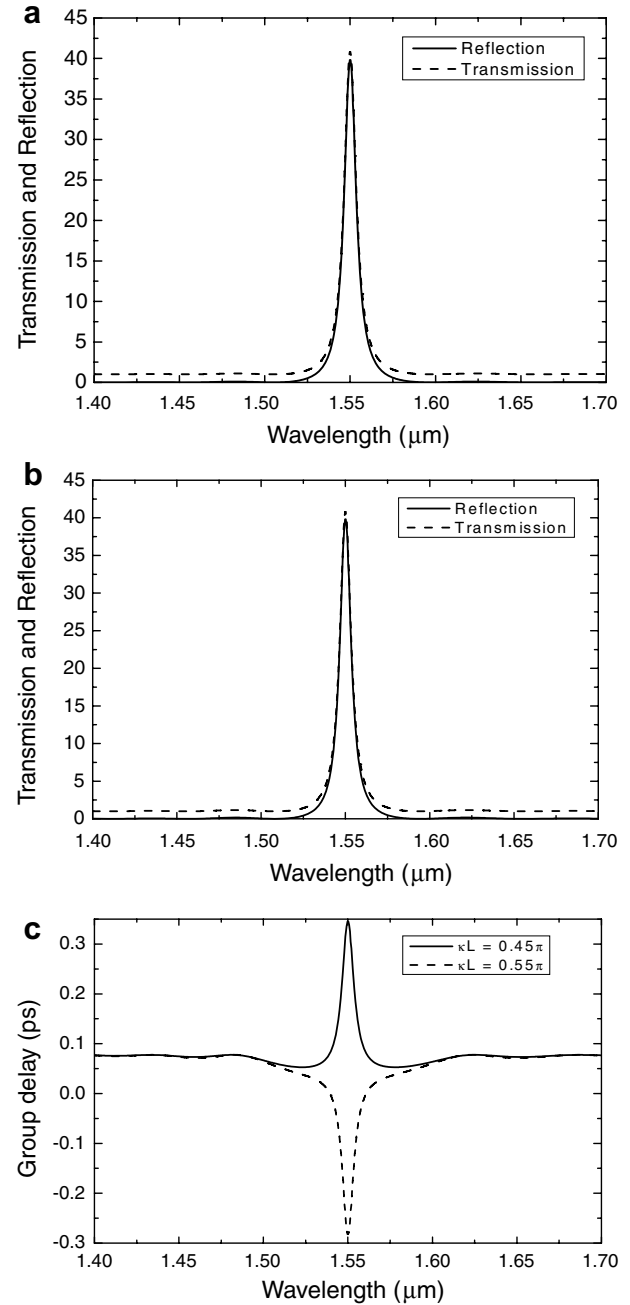 a
45
40
35
30
25
20
15
10
5
0
Transmission and Reflection
Reflection
Transmission
1.40 1.45 1.50 1.55 1.60 1.65 1.70
Wavelength (μm)
b
45
40
35
30
25
20
15
10
5
0
Transmission and Reflection
Reflection
Transmission
1.40 1.45 1.50 1.55 1.60 1.65 1.70
Wavelength (μm)
c
0.3
0.2
0.1
0.0
-0.1
-0.2
-0.3
Group delay (ps)
κL = 0.45π
κL = 0.55π
1.40 1.45 1.50 1.55 1.60 1.65 1.70
Wavelength (μm)